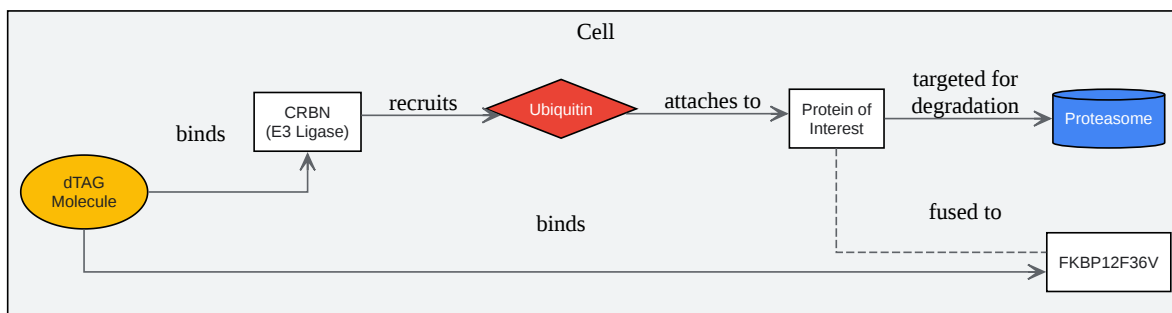 Cell
targeted for
degradation
recruits
attaches to
CRBN
(E3 Ligase)
Ubiquitin
Protein of
Interest
Proteasome
binds
dTAG
Molecule
binds
fused to
FKBP12F36V